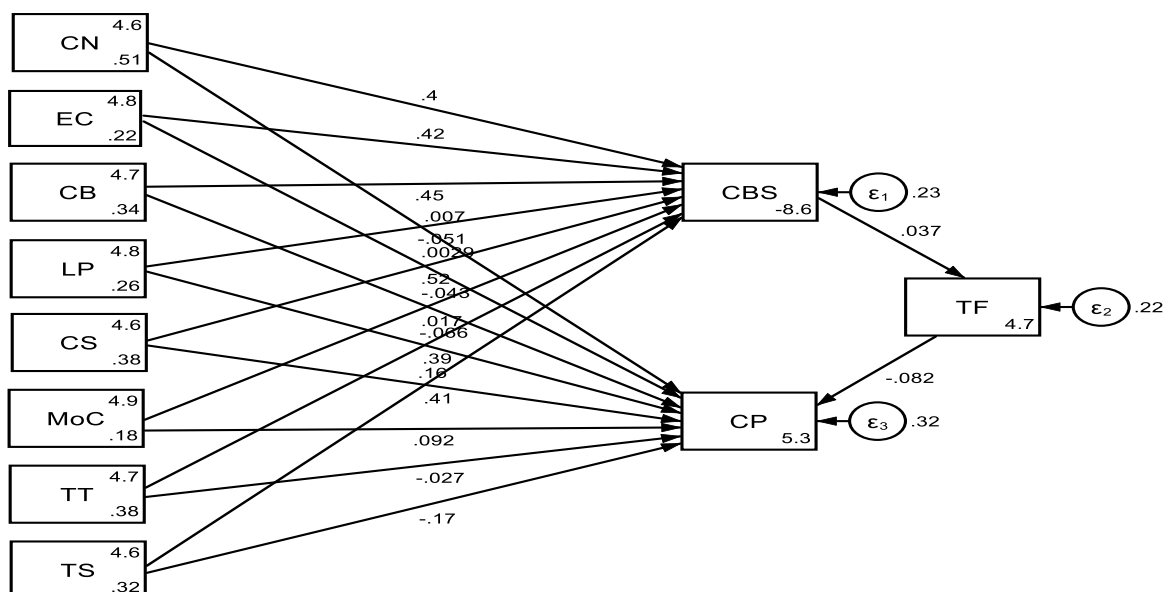 4.6
CN
.51
4.8
EC
.22
4.7
CB
.34
4.8
LP
.26
4.6
CS
.38
4.9
MoC
.18
4.7
TT
.38
4.6
TS
.32
.4
.42
.45
.007
-.051
.0029
.52
-.043
.017
-.066
.39
.16
.41
.092
-.027
-.17
CBS
-8.6
ε1
.23
.037
TF
4.7
ε2
.22
-.082
CP
5.3
ε3
.32